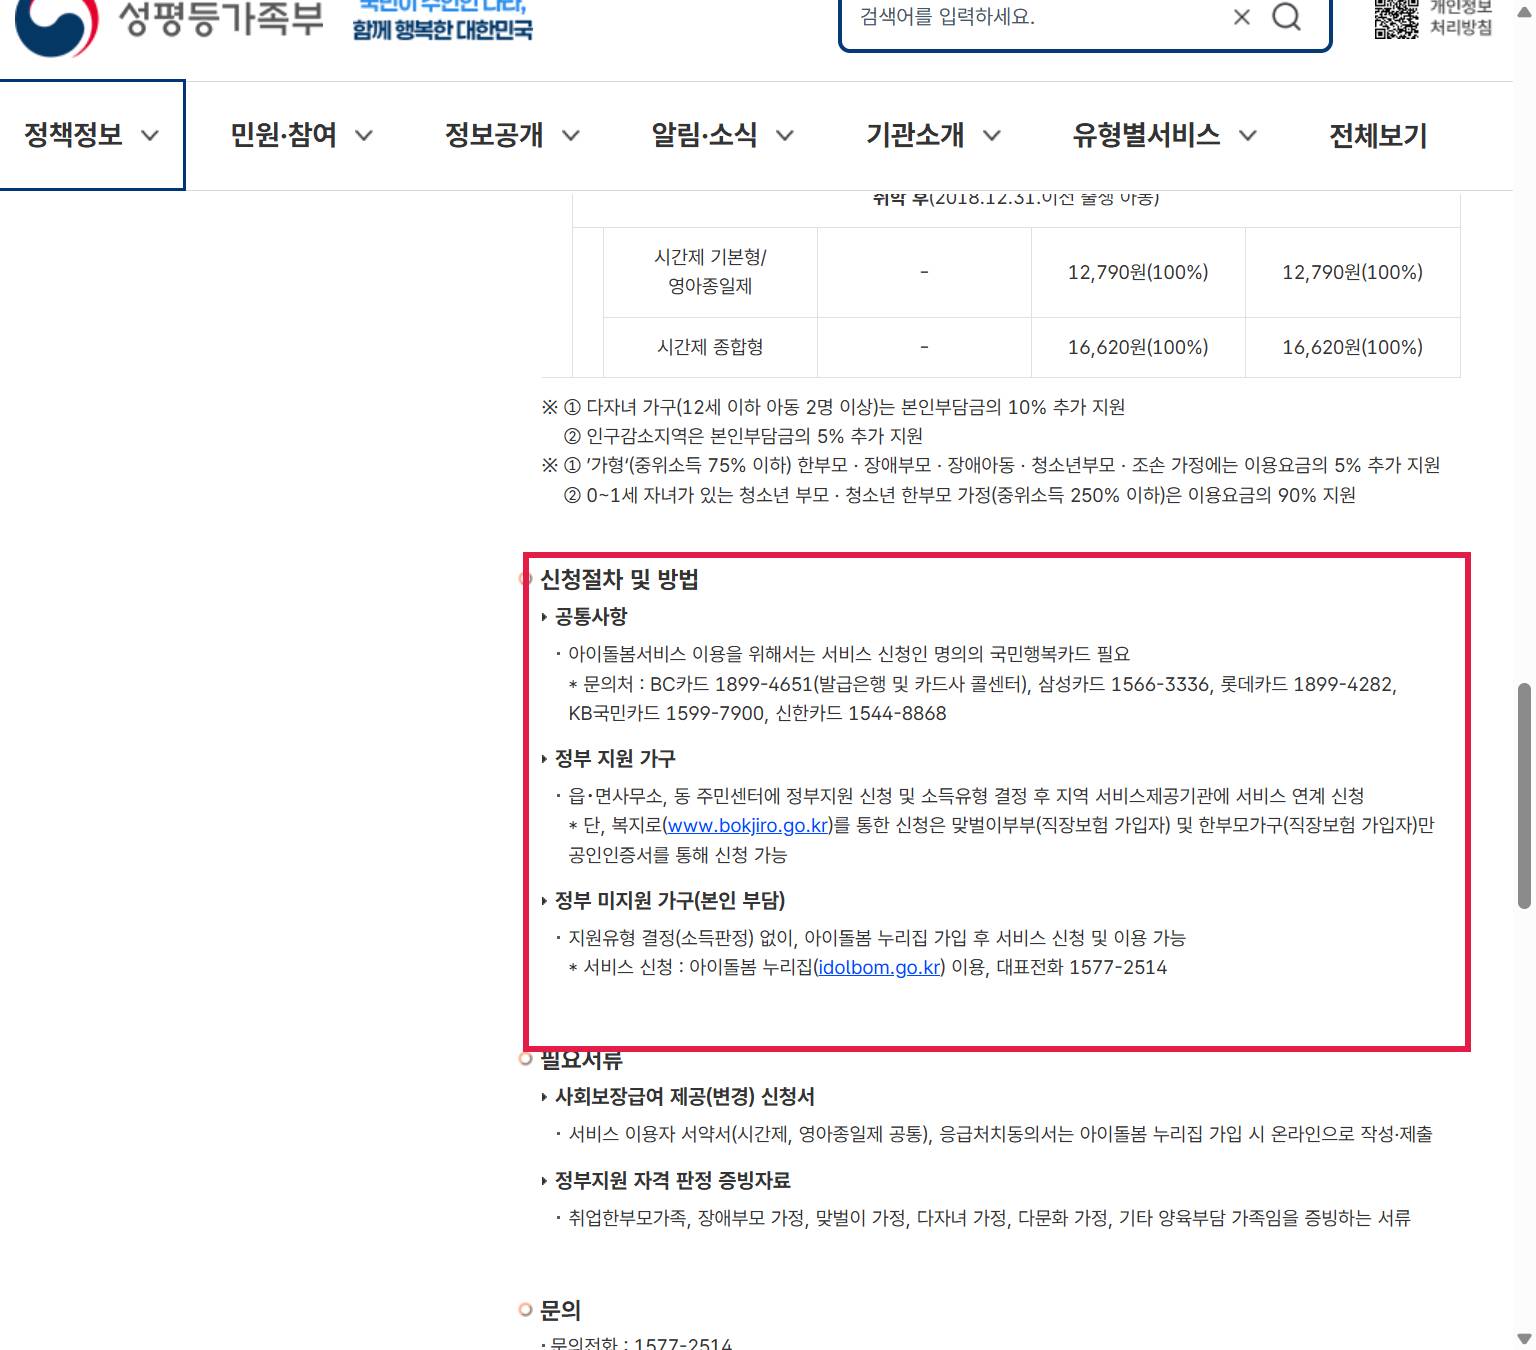 성평등가족부
국민이 주인인 나라,
함께 행복한 대한민국
검색어를 입력하세요.
개인정보
처리방침
정책정보
민원·참여
정보공개
알림·소식
기관소개
유형별서비스
전체보기
취학 후(2018.12.31.이전 출생 아동)
시간제 기본형/
영아종일제
-
12,790원(100%)
12,790원(100%)
시간제 종합형
-
16,620원(100%)
16,620원(100%)
※ ① 다자녀 가구(12세 이하 아동 2명 이상)는 본인부담금의 10% 추가 지원
② 인구감소지역은 본인부담금의 5% 추가 지원
※ ① ’가형‘(중위소득 75% 이하) 한부모 · 장애부모 · 장애아동 · 청소년부모 · 조손 가정에는 이용요금의 5% 추가 지원
② 0~1세 자녀가 있는 청소년 부모 · 청소년 한부모 가정(중위소득 250% 이하)은 이용요금의 90% 지원
신청절차 및 방법
공통사항
· 아이돌봄서비스 이용을 위해서는 서비스 신청인 명의의 국민행복카드 필요
* 문의처 : BC카드 1899-4651(발급은행 및 카드사 콜센터), 삼성카드 1566-3336, 롯데카드 1899-4282,
KB국민카드 1599-7900, 신한카드 1544-8868
정부 지원 가구
· 읍·면사무소, 동 주민센터에 정부지원 신청 및 소득유형 결정 후 지역 서비스제공기관에 서비스 연계 신청
* 단, 복지로(www.bokjiro.go.kr)를 통한 신청은 맞벌이부부(직장보험 가입자) 및 한부모가구(직장보험 가입자)만
공인인증서를 통해 신청 가능
정부 미지원 가구(본인 부담)
· 지원유형 결정(소득판정) 없이, 아이돌봄 누리집 가입 후 서비스 신청 및 이용 가능
* 서비스 신청 : 아이돌봄 누리집(idolbom.go.kr) 이용, 대표전화 1577-2514
필요서류
사회보장급여 제공(변경) 신청서
· 서비스 이용자 서약서(시간제, 영아종일제 공통), 응급처치동의서는 아이돌봄 누리집 가입 시 온라인으로 작성·제출
정부지원 자격 판정 증빙자료
· 취업한부모가족, 장애부모 가정, 맞벌이 가정, 다자녀 가정, 다문화 가정, 기타 양육부담 가족임을 증빙하는 서류
문의
· 문의전화 : 1577-2514